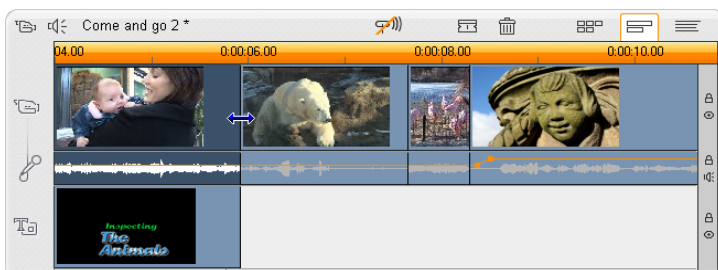 Come and go 2 *
04.00 0:00:06.00 0:00:08.00 0:00:10.00
Inspecting
The
Animals